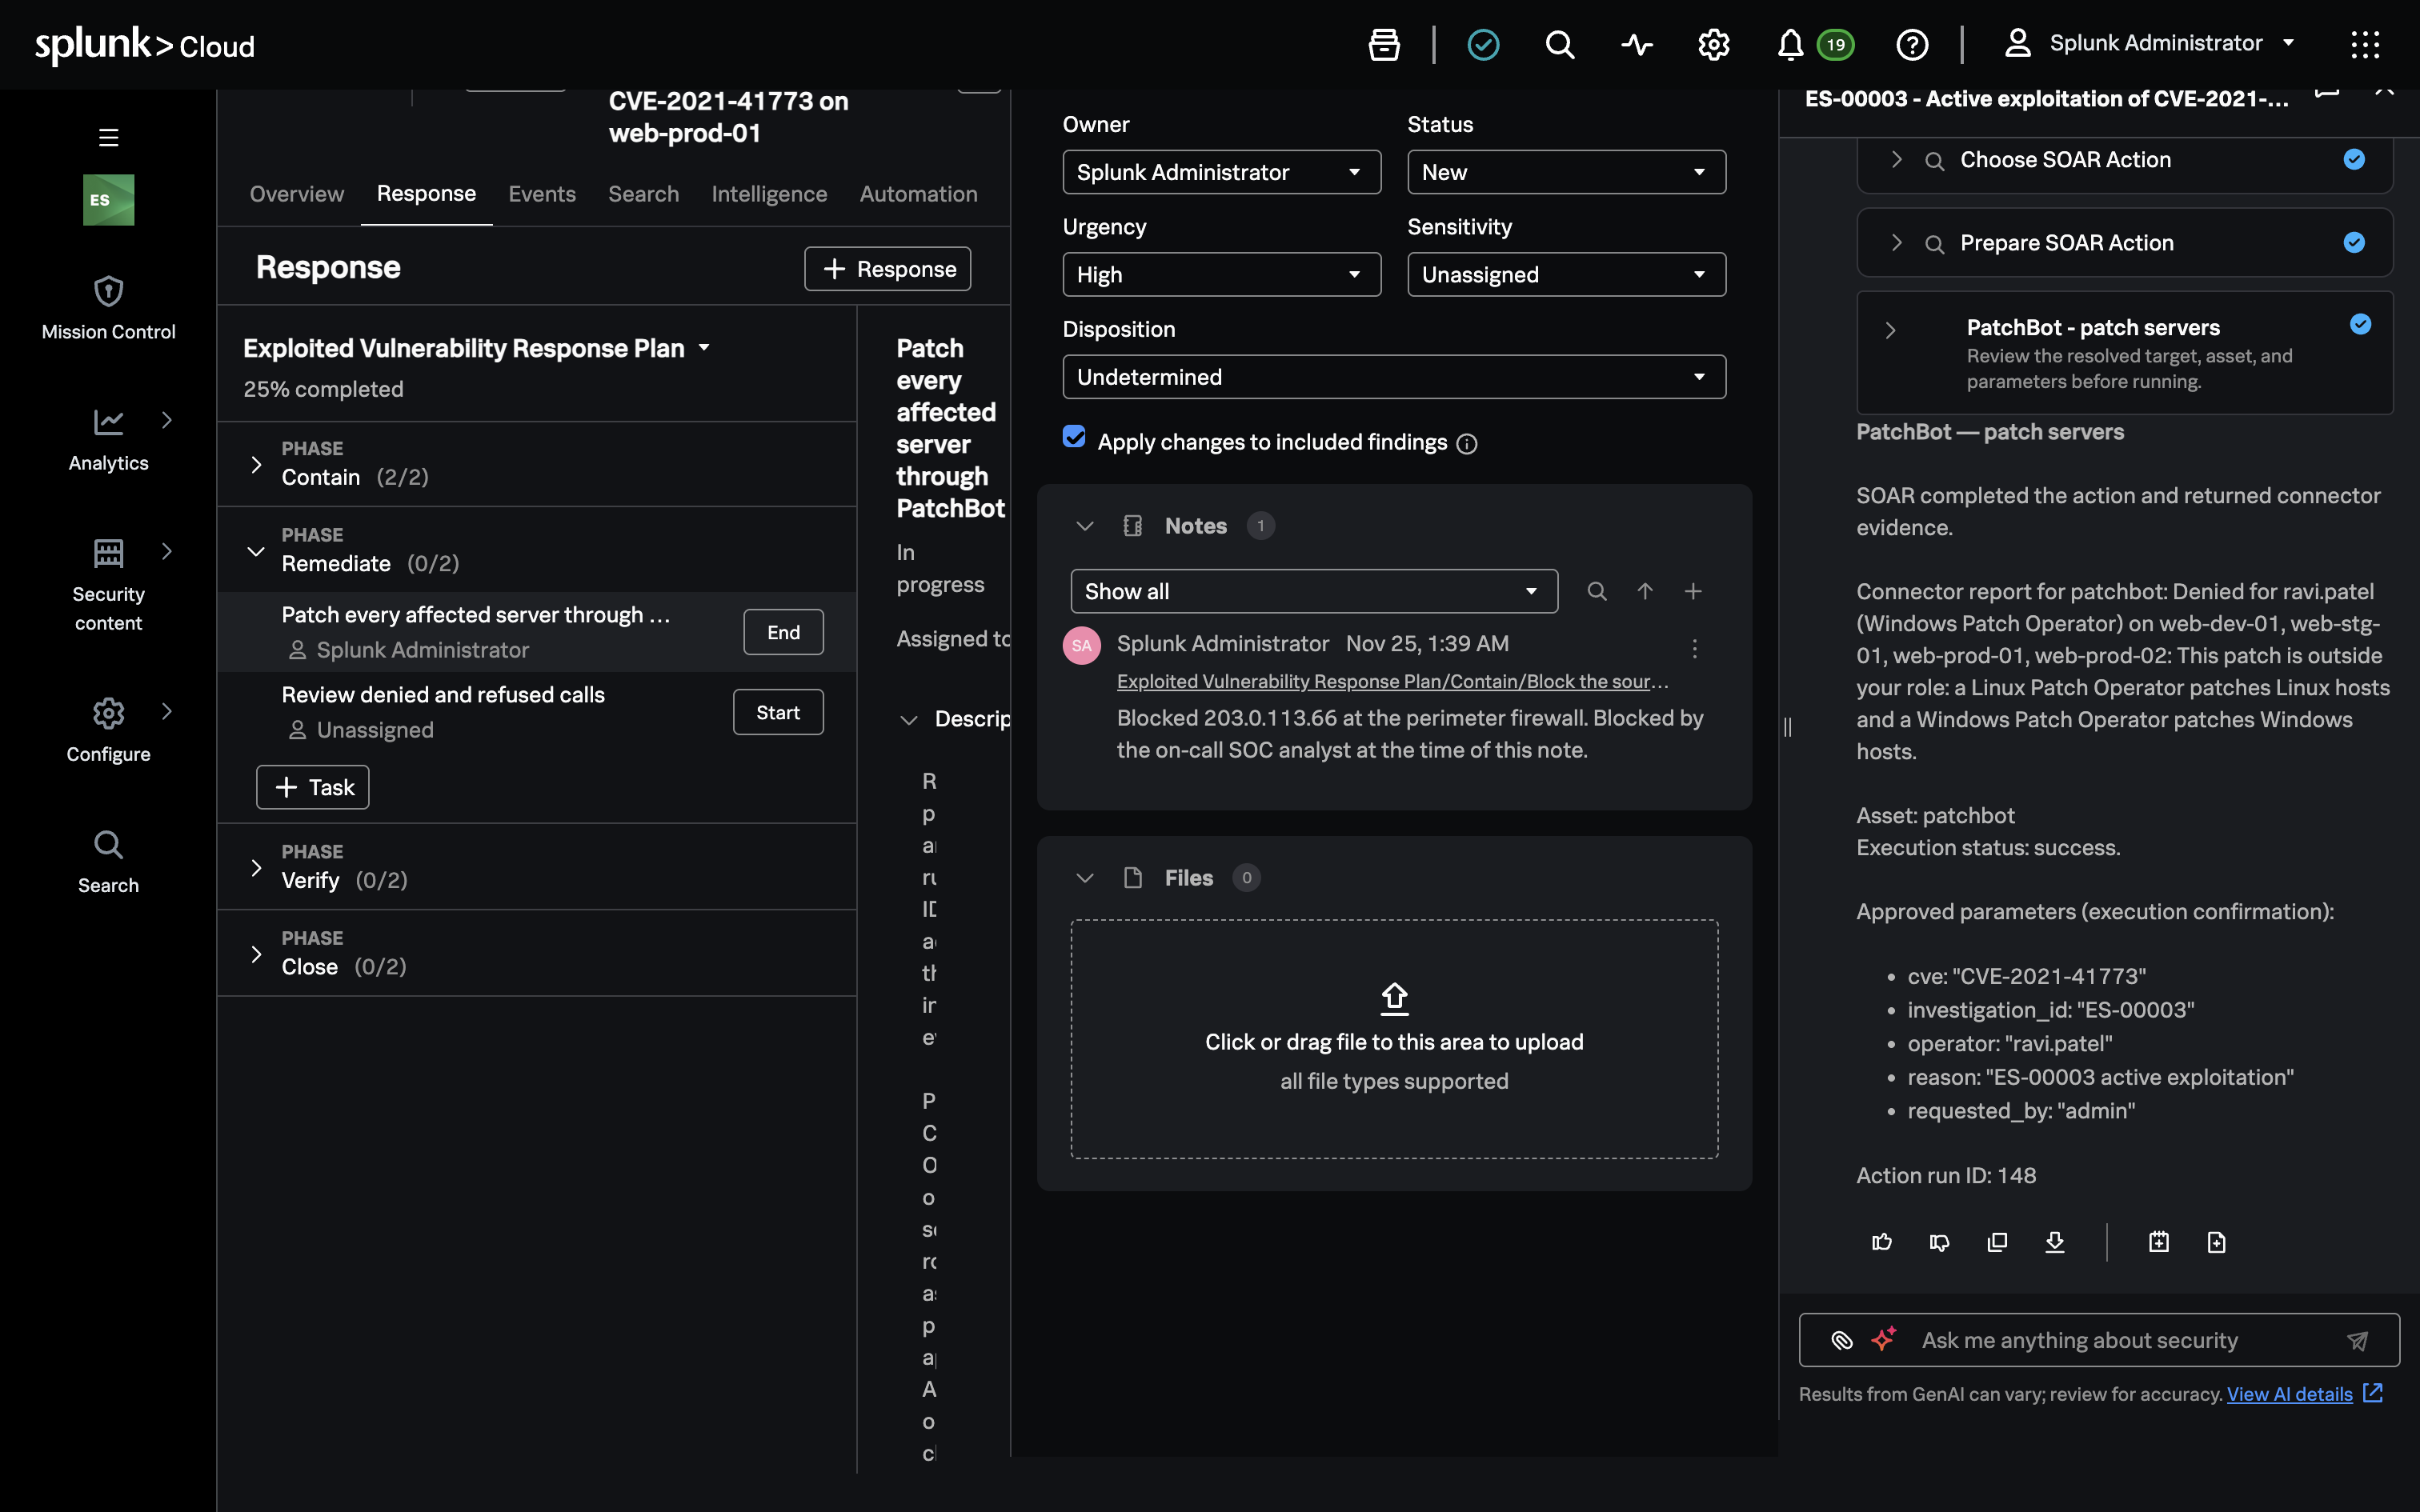 splunk> Cloud
19
Splunk Administrator
ES
Mission Control
Analytics
Security
content
Configure
Search
CVE-2021-41773 on
web-prod-01
Overview
Response
Events
Search
Intelligence
Automation
Response
+ Response
Exploited Vulnerability Response Plan
25% completed
PHASE
Contain (2/2)
PHASE
Remediate (0/2)
Patch every affected server through ...
Splunk Administrator
End
Review denied and refused calls
Unassigned
Start
+ Task
PHASE
Verify (0/2)
PHASE
Close (0/2)
Patch
every
affected
server
through
PatchBot
In
progress
Assigned to
Descrip
Owner
Splunk Administrator
Status
New
Urgency
High
Sensitivity
Unassigned
Disposition
Undetermined
Apply changes to included findings
Notes 1
Show all
SA
Splunk Administrator Nov 25, 1:39 AM
Exploited Vulnerability Response Plan/Contain/Block the sour...
Blocked 203.0.113.66 at the perimeter firewall. Blocked by
the on-call SOC analyst at the time of this note.
Files 0
Click or drag file to this area to upload
all file types supported
ES-00003 - Active exploitation of CVE-2021-...
Choose SOAR Action
Prepare SOAR Action
PatchBot - patch servers
Review the resolved target, asset, and
parameters before running.
PatchBot — patch servers
SOAR completed the action and returned connector
evidence.
Connector report for patchbot: Denied for ravi.patel
(Windows Patch Operator) on web-dev-01, web-stg-
01, web-prod-01, web-prod-02: This patch is outside
your role: a Linux Patch Operator patches Linux hosts
and a Windows Patch Operator patches Windows
hosts.
Asset: patchbot
Execution status: success.
Approved parameters (execution confirmation):
• cve: "CVE-2021-41773"
• investigation_id: "ES-00003"
• operator: "ravi.patel"
• reason: "ES-00003 active exploitation"
• requested_by: "admin"
Action run ID: 148
Ask me anything about security
Results from GenAI can vary; review for accuracy. View AI details